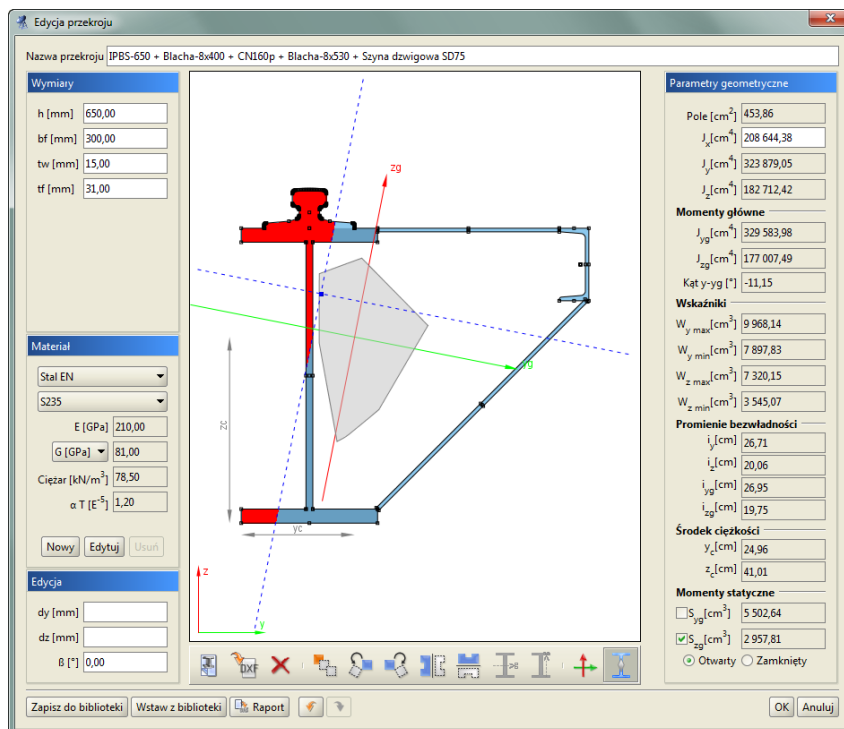 Edycja przekroju
Nazwa przekroju IPBS-650 + Blacha-8x400 + CN160p + Blacha-8x530 + Szyna dzwigowa SD75
Wymiary
h [mm] 650,00
bf [mm] 300,00
tw [mm] 15,00
tf [mm] 31,00
Materiał
Stal EN
S235
E [GPa] 210,00
G [GPa] 81,00
Ciężar [kN/m³] 78,50
α T [E⁻⁵] 1,20
Nowy Edytuj Usuń
Edycja
dy [mm]
dz [mm]
ß [°] 0,00
zg
yg
zc
yc
z
y
DXF
Parametry geometryczne
Pole [cm²] 453,86
Jx[cm⁴] 208 644,38
Jy[cm⁴] 323 879,05
Jz[cm⁴] 182 712,42
Momenty główne
Jyg[cm⁴] 329 583,98
Jzg[cm⁴] 177 007,49
Kąt y-yg [°] -11,15
Wskaźniki
Wy max[cm³] 9 968,14
Wy min[cm³] 7 897,83
Wz max[cm³] 7 320,15
Wz min[cm³] 3 545,07
Promienie bezwładności
iy[cm] 26,71
iz[cm] 20,06
iyg[cm] 26,95
izg[cm] 19,75
Środek ciężkości
yc[cm] 24,96
zc[cm] 41,01
Momenty statyczne
Syg[cm³] 5 502,64
Szg[cm³] 2 957,81
Otwarty Zamknięty
Zapisz do biblioteki Wstaw z biblioteki Raport OK Anuluj